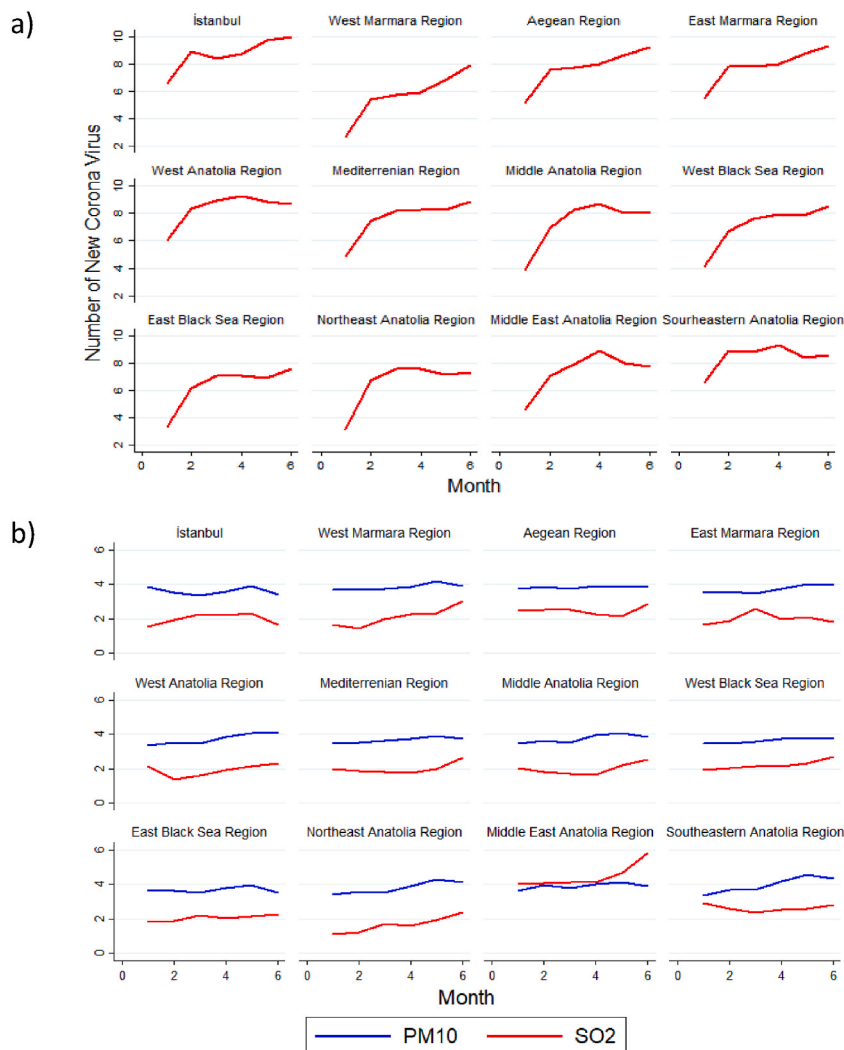 a)
İstanbul West Marmara Region Aegean Region East Marmara Region
10
8
6
4
2
Number of New Corona Virus
West Anatolia Region Mediterrenian Region Middle Anatolia Region West Black Sea Region
10
8
6
4
2
East Black Sea Region Northeast Anatolia Region Middle East Anatolia Region Sourheastern Anatolia Region
10
8
6
4
2
0 2 4 6 0 2 4 6 0 2 4 6 0 2 4 6
Month
b)
İstanbul West Marmara Region Aegean Region East Marmara Region
6
4
2
0
West Anatolia Region Mediterrenian Region Middle Anatolia Region West Black Sea Region
6
4
2
0
East Black Sea Region Northeast Anatolia Region Middle East Anatolia Region Southeastern Anatolia Region
6
4
2
0
0 2 4 6 0 2 4 6 0 2 4 6 0 2 4 6
Month
PM10 SO2